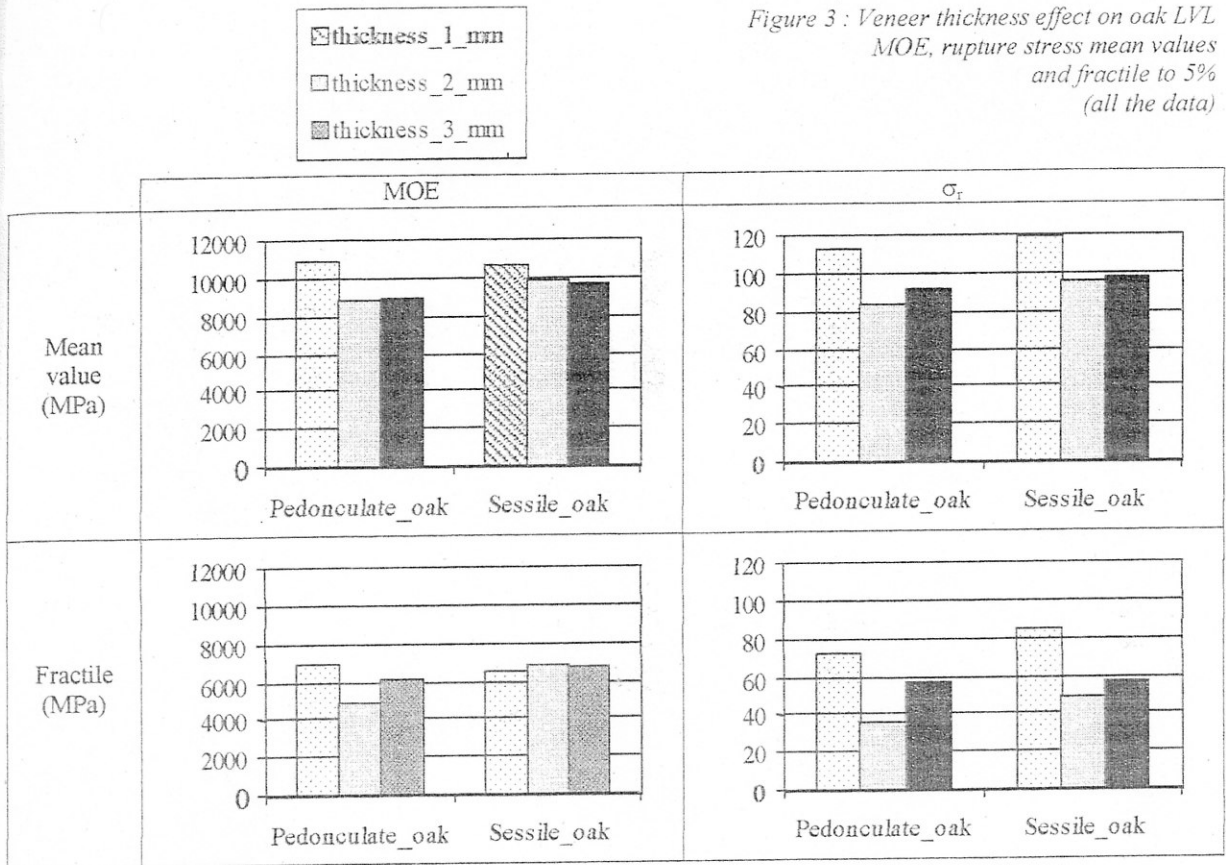 thickness_1_mm
thickness_2_mm
thickness_3_mm
Figure 3 : Veneer thickness effect on oak LVL
MOE, rupture stress mean values
and fractile to 5%
(all the data)
MOE
σr
Mean
value
(MPa)
12000
10000
8000
6000
4000
2000
0
Pedonculate_oak Sessile_oak
120
100
80
60
40
20
0
Pedonculate_oak Sessile_oak
Fractile
(MPa)
12000
10000
8000
6000
4000
2000
0
Pedonculate_oak Sessile_oak
120
100
80
60
40
20
0
Pedonculate_oak Sessile_oak